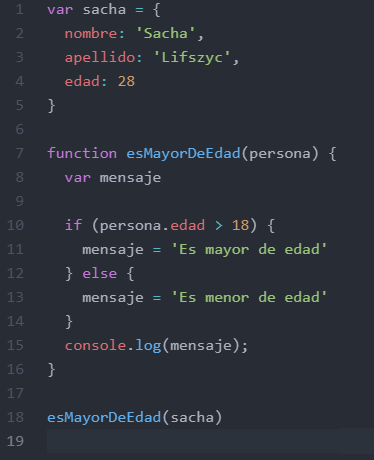 1 var sacha = {
2   nombre: 'Sacha',
3   apellido: 'Lifszyc',
4   edad: 28
5 }
6
7 function esMayorDeEdad(persona) {
8   var mensaje
9
10   if (persona.edad > 18) {
11     mensaje = 'Es mayor de edad'
12   } else {
13     mensaje = 'Es menor de edad'
14   }
15   console.log(mensaje);
16 }
17
18 esMayorDeEdad(sacha)
19